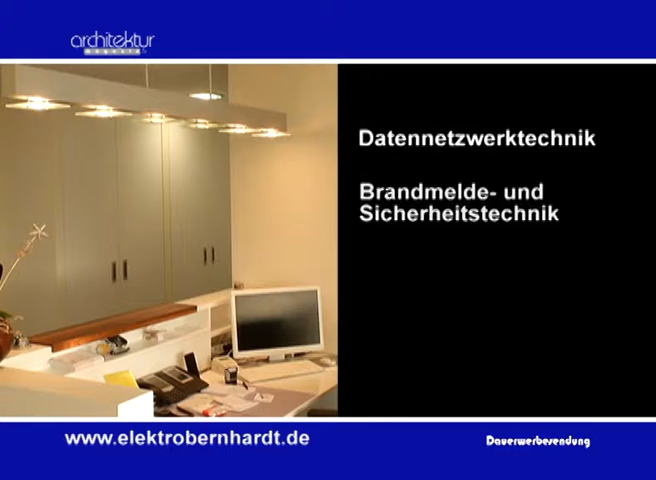 architektur
Datennetzwerktechnik
Brandmelde- und
Sicherheitstechnik
www.elektrobernhardt.de
Dauerwerbesendung